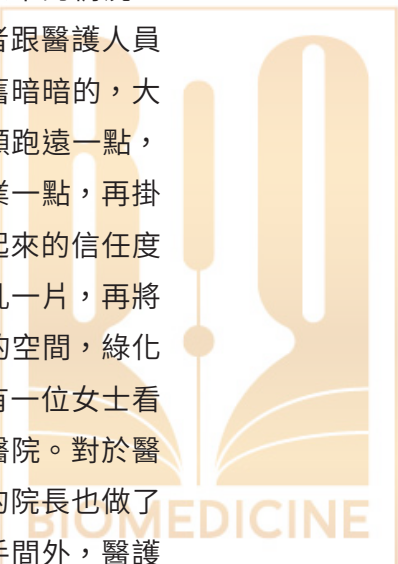 者跟醫護人員
舊暗暗的，大
願跑遠一點，
業一點，再掛
起來的信任度
亂一片，再將
的空間，綠化
有一位女士看
醫院。對於醫
的院長也做了
手間外，醫護
BIOMEDICINE